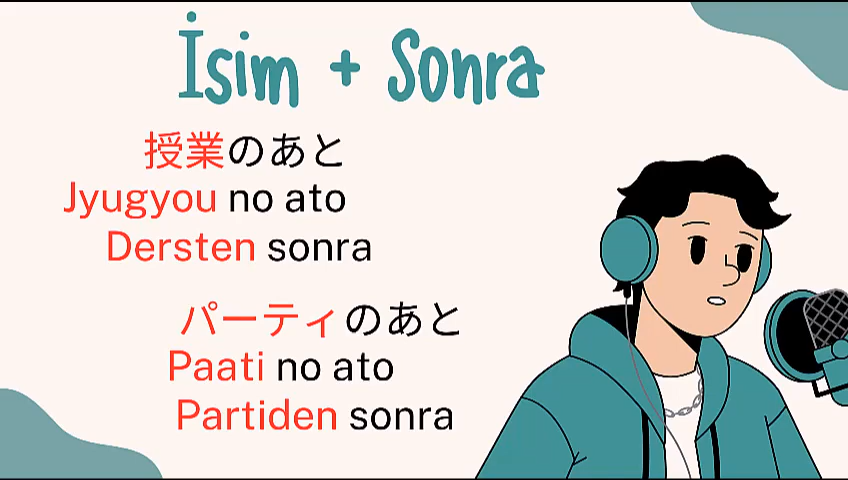 İsim + Sonra
授業のあと
Jyugyou no ato
Dersten sonra
パーティのあと
Paati no ato
Partiden sonra